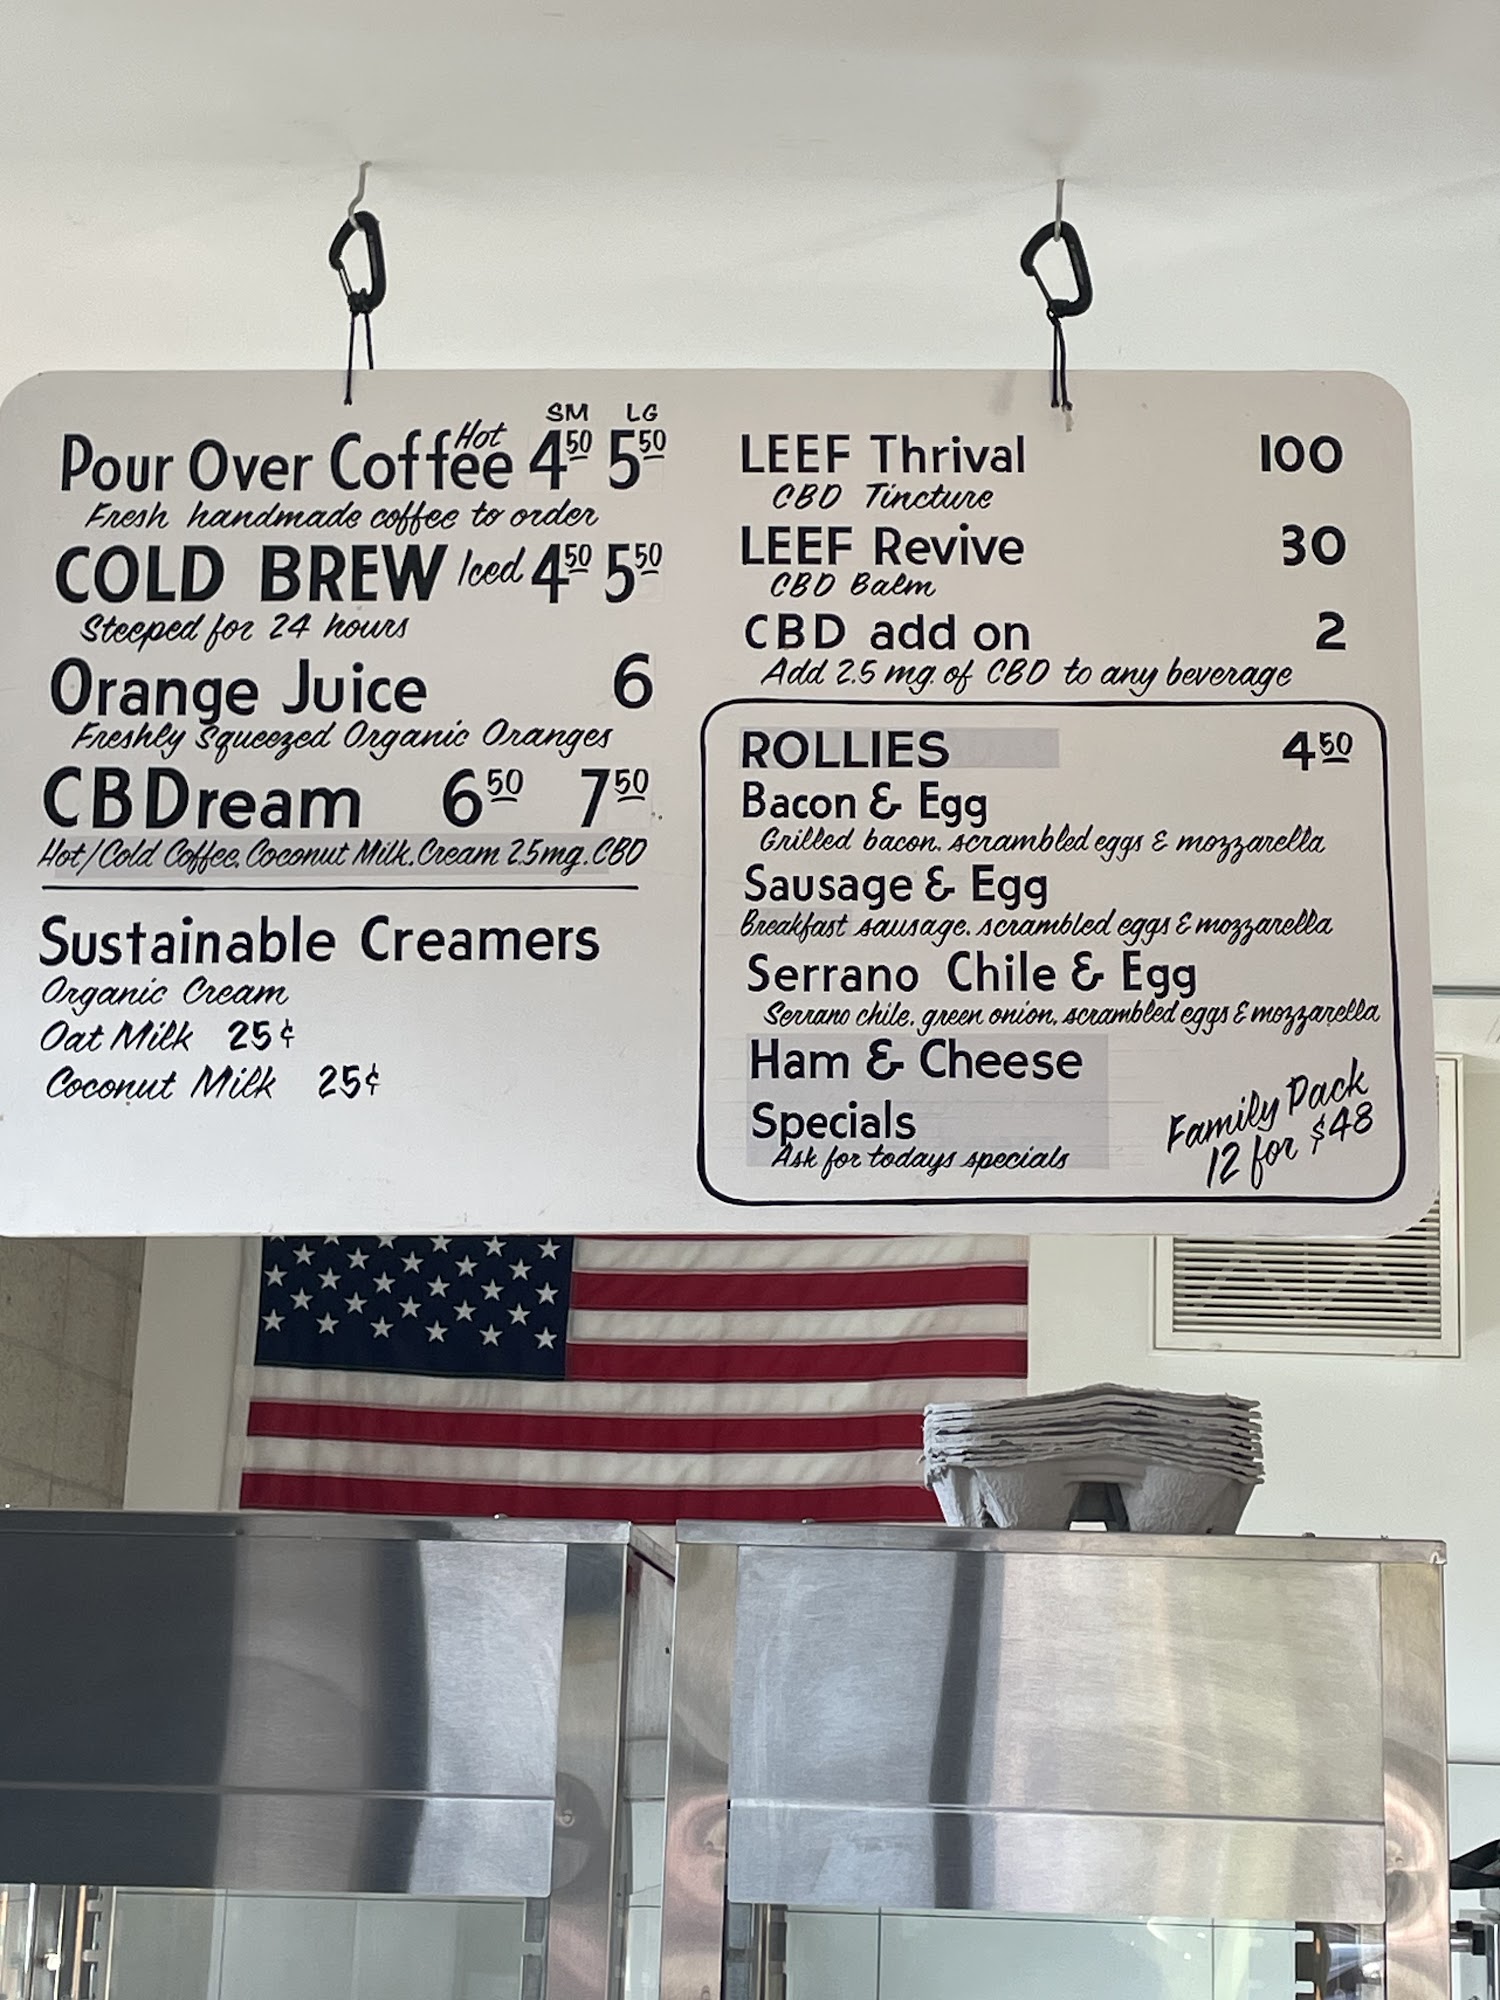 SM LG
Pour Over Coffee Hot 4 50 5 50
Fresh handmade coffee to order
COLD BREW Iced 4 50 5 50
Steeped for 24 hours
Orange Juice 6
Freshly Squeezed Organic Oranges
CBDream 6 50 7 50
Hot/Cold Coffee, Coconut Milk, Cream 2.5mg. CBD
Sustainable Creamers
Organic Cream
Oat Milk 25¢
Coconut Milk 25¢
LEEF Thrival 100
CBD Tincture
LEEF Revive 30
CBD Balm
CBD add on 2
Add 2.5 mg. of CBD to any beverage
ROLLIES 4 50
Bacon & Egg
Grilled bacon, scrambled eggs & mozzarella
Sausage & Egg
Breakfast sausage, scrambled eggs & mozzarella
Serrano Chile & Egg
Serrano chile, green onion, scrambled eggs & mozzarella
Ham & Cheese
Specials
Ask for todays specials
Family Pack
12 for $48